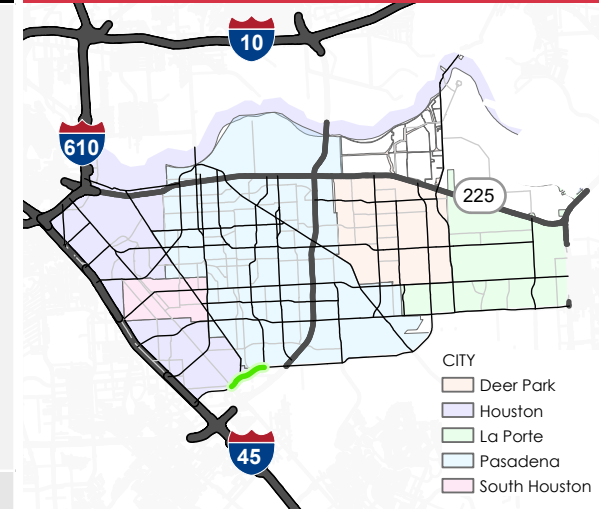 10
610
225
CITY
Deer Park
Houston
La Porte
Pasadena
South Houston
45